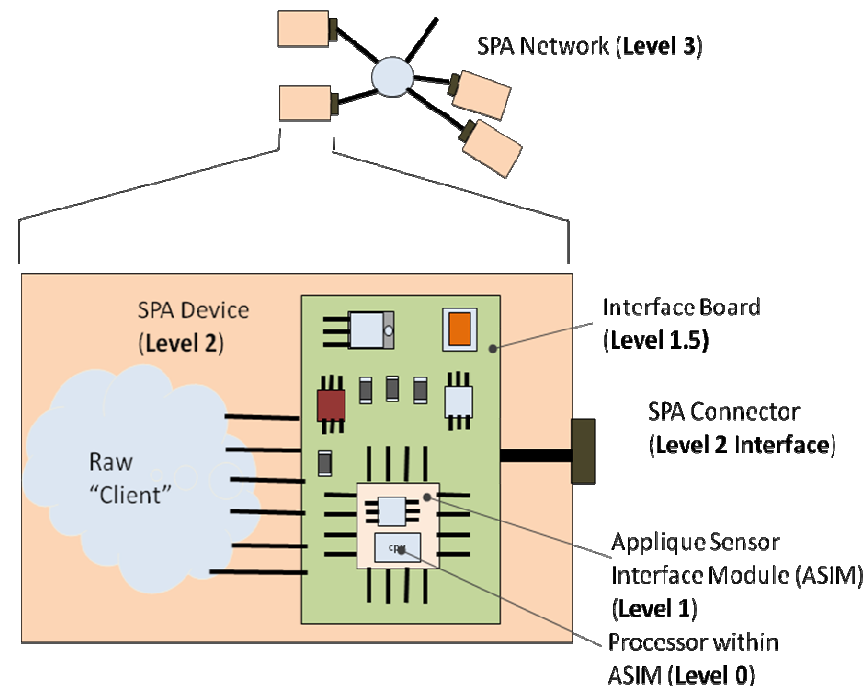 SPA Network (Level 3)
SPA Device
(Level 2)
Interface Board
(Level 1.5)
SPA Connector
(Level 2 Interface)
Raw
“Client”
cpu
Applique Sensor
Interface Module (ASIM)
(Level 1)
Processor within
ASIM (Level 0)